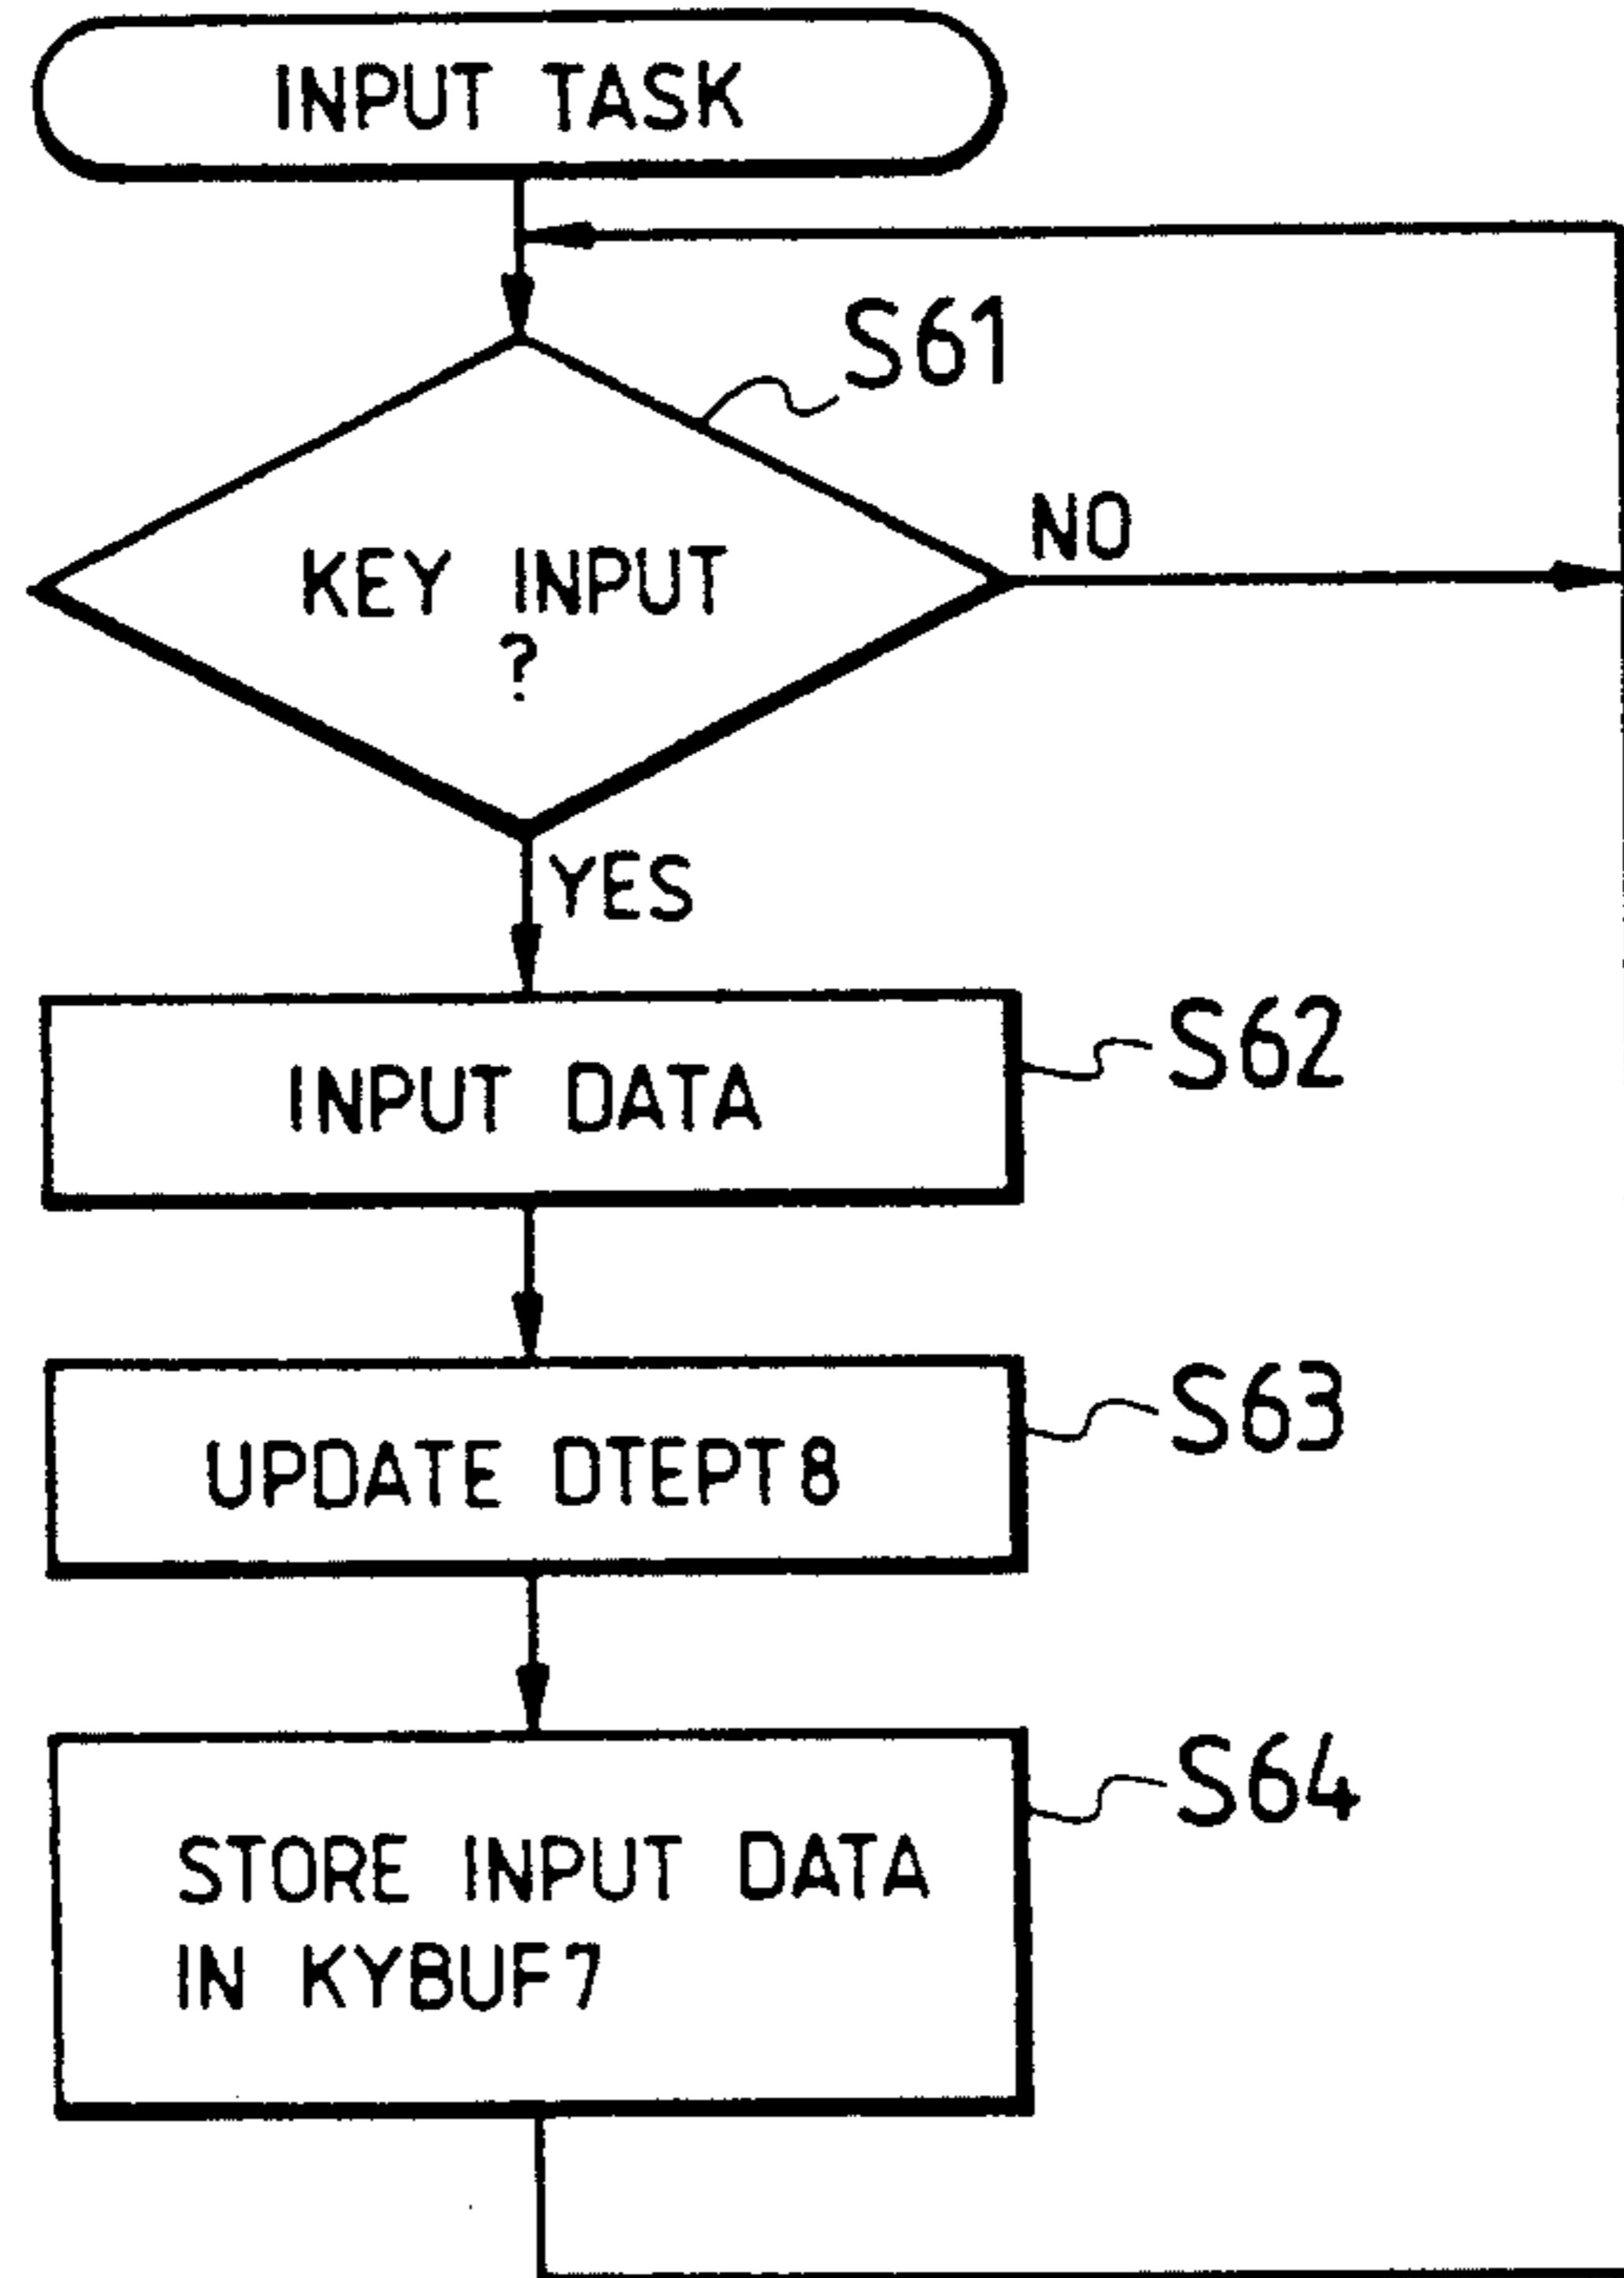 INPUT TASK
S61
NO
KEY INPUT
?
YES
S62
INPUT DATA
S63
UPDATE DTEPT8
S64
STORE INPUT DATA
IN KYBUF7